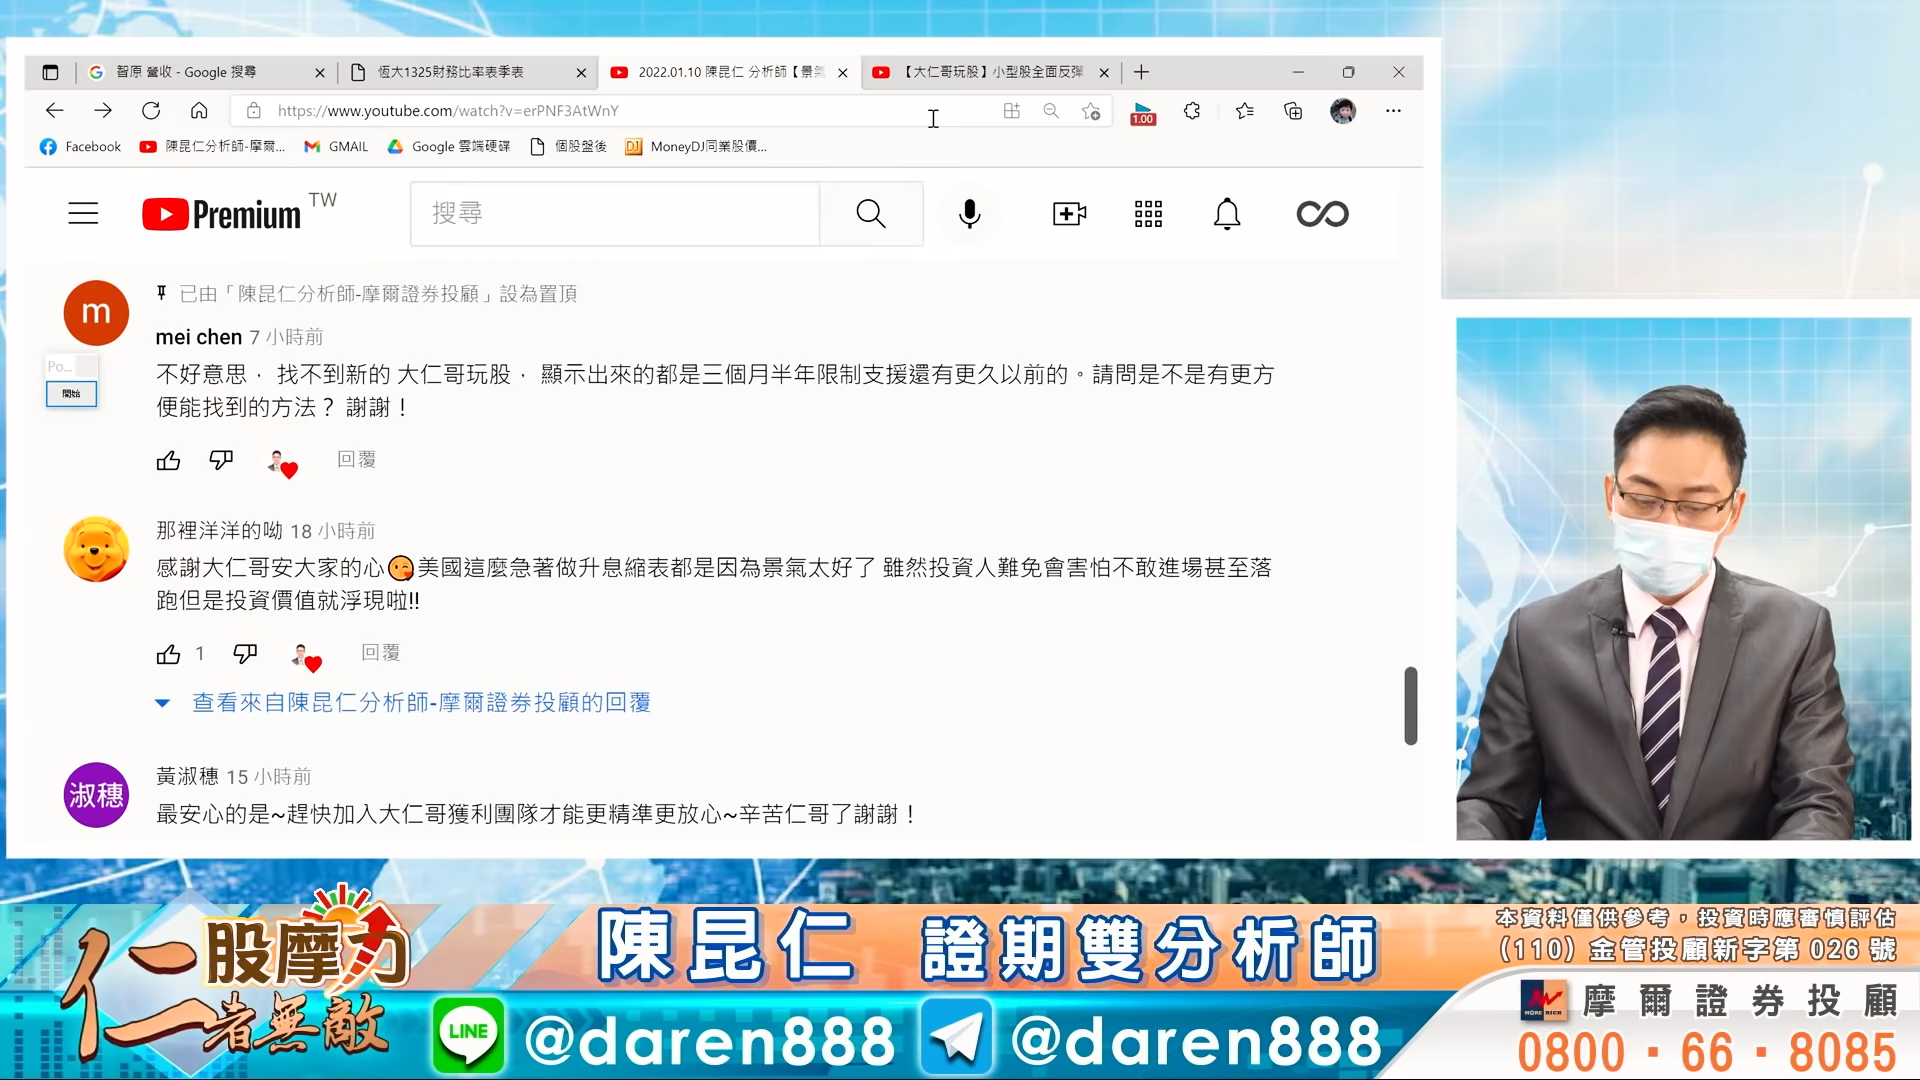 智原 營收 - Google 搜尋
恆大1325財務比率表季表
2022.01.10 陳昆仁 分析師【景氣
【大仁哥玩股】小型股全面反彈
https://www.youtube.com/watch?v=erPNF3AtWnY
1.00
Facebook
陳昆仁分析師-摩爾...
GMAIL
Google 雲端硬碟
個股盤後
MoneyDJ同業股價...
Premium TW
搜尋
已由「陳昆仁分析師-摩爾證券投顧」設為置頂
m
mei chen 7 小時前
Po...
開始
不好意思， 找不到新的 大仁哥玩股， 顯示出來的都是三個月半年限制支援還有更久以前的。請問是不是有更方
便能找到的方法？ 謝謝！
回覆
那裡洋洋的呦 18 小時前
感謝大仁哥安大家的心😘美國這麼急著做升息縮表都是因為景氣太好了 雖然投資人難免會害怕不敢進場甚至落
跑但是投資價值就浮現啦!!
1
回覆
查看來自陳昆仁分析師-摩爾證券投顧的回覆
淑穗
黃淑穗 15 小時前
最安心的是~趕快加入大仁哥獲利團隊才能更精準更放心~辛苦仁哥了謝謝！
股摩力
仁者無敵
陳昆仁 證期雙分析師
LINE @daren888
@daren888
本資料僅供參考，投資時應審慎評估
(110) 金管投顧新字第 026 號
MORE RICH
摩爾證券投顧
0800·66·8085